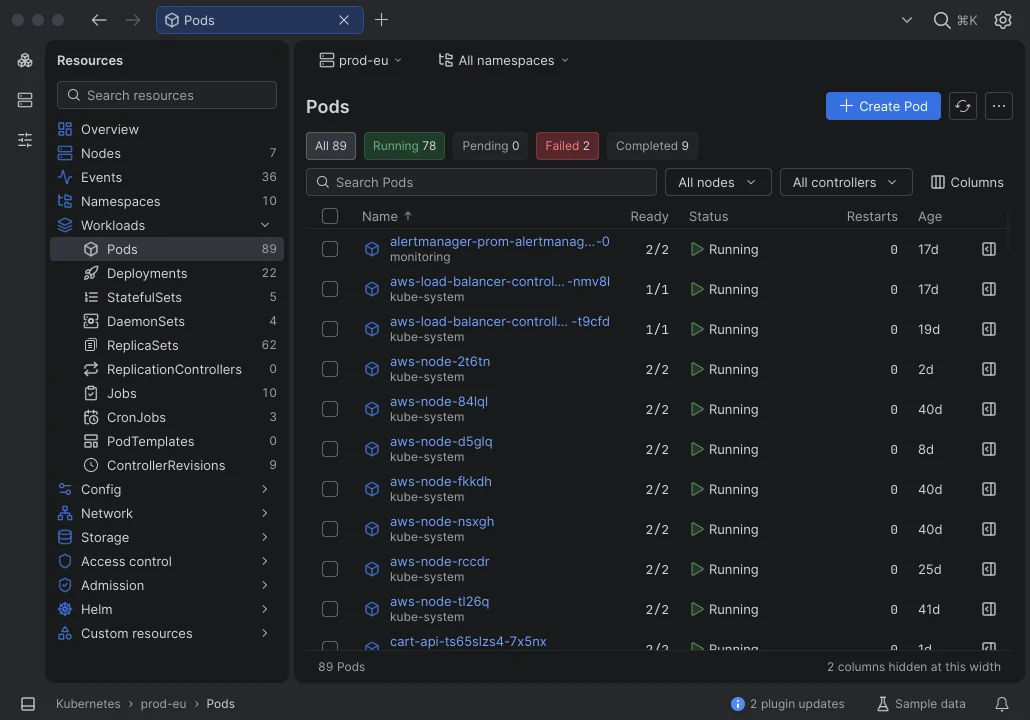 Pods
⌘K
Resources
prod-eu
All namespaces
Search resources
Pods
Create Pod
Overview
Nodes 7
Events 36
Namespaces 10
Workloads
Pods 89
Deployments 22
StatefulSets 5
DaemonSets 4
ReplicaSets 62
ReplicationControllers 0
Jobs 10
CronJobs 3
PodTemplates 0
ControllerRevisions 9
Config
Network
Storage
Access control
Admission
Helm
Custom resources
All 89 Running 78 Pending 0 Failed 2 Completed 9
Search Pods All nodes All controllers Columns
Name ↑ Ready Status Restarts Age
alertmanager-prom-alertmanag...-0 2/2 Running 0 17d
monitoring
aws-load-balancer-control...-nmv8l 1/1 Running 0 17d
kube-system
aws-load-balancer-controll...-t9cfd 1/1 Running 0 19d
kube-system
aws-node-2t6tn 2/2 Running 0 2d
kube-system
aws-node-84lql 2/2 Running 0 40d
kube-system
aws-node-d5glq 2/2 Running 0 8d
kube-system
aws-node-fkkdh 2/2 Running 0 40d
kube-system
aws-node-nsxgh 2/2 Running 0 40d
kube-system
aws-node-rccdr 2/2 Running 0 25d
kube-system
aws-node-tl26q 2/2 Running 0 41d
kube-system
cart-api-ts65slzs4-7x5nx 2/2 Running 0 1d
89 Pods 2 columns hidden at this width
Kubernetes › prod-eu › Pods 2 plugin updates Sample data